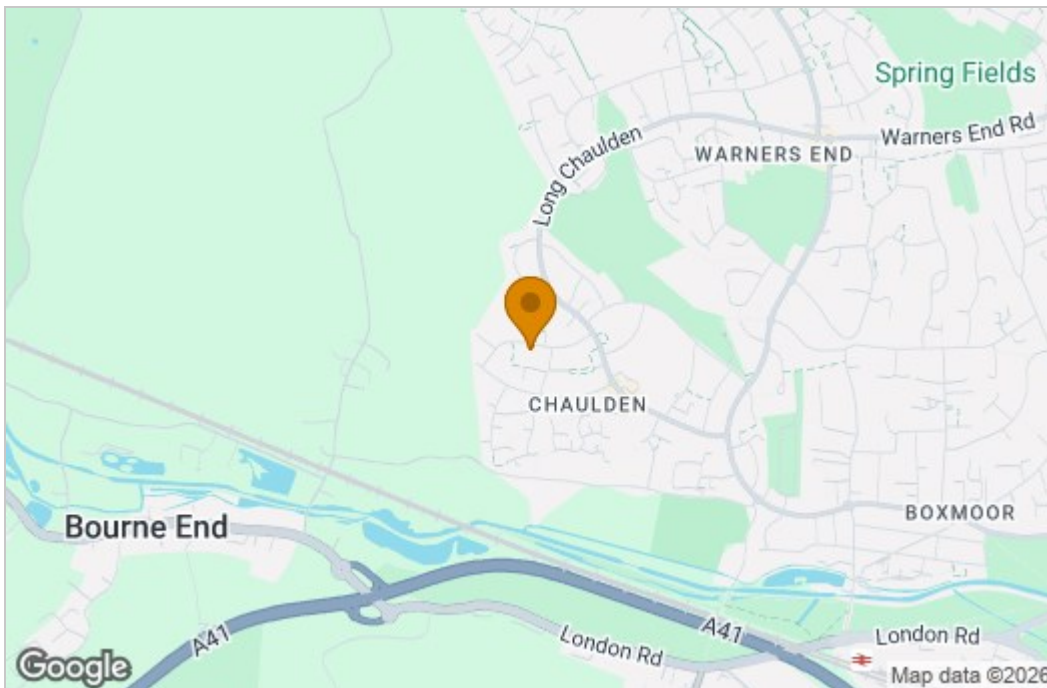 Spring Fields
Warners End Rd
WARNERS END
Long Chaulden
CHAULDEN
BOXMOOR
Bourne End
A41
A41
London Rd
London Rd
Google
Map data ©2026